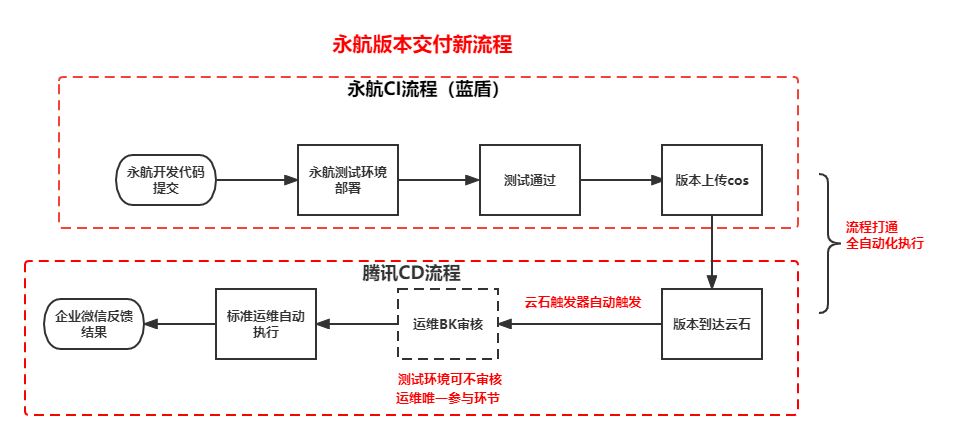 永航版本交付新流程
永航CI流程（蓝盾）
永航开发代码
提交
永航测试环境
部署
测试通过
版本上传cos
流程打通
全自动化执行
腾讯CD流程
企业微信反馈
结果
标准运维自动
执行
运维BK审核
云石触发器自动触发
版本到达云石
测试环境可不审核
运维唯一参与环节